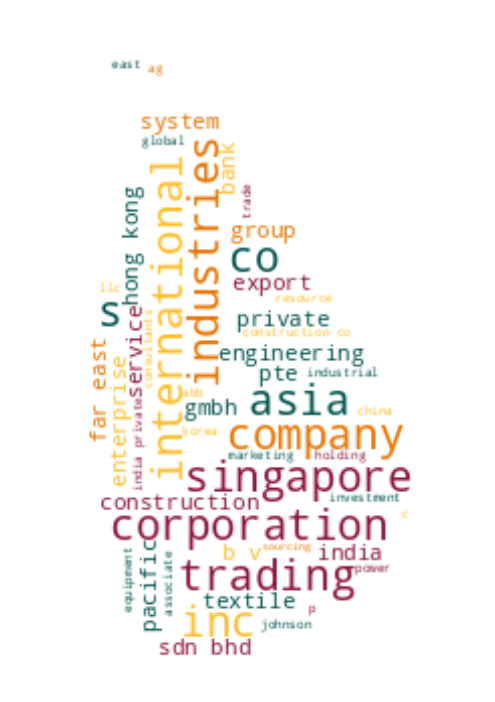 east
ag
system
global
international
industries
bank
trade
hong kong
group
co
export
llc
resource
s
service
consultants
private
construction co
engineering
far east
enterprise
pte
industrial
abb
gmbh
asia
china
india private
korea
company
marketing
holding
singapore
construction
investment
corporation
c
b v
sourcing
india
equipment
pacific
associate
trading
power
textile
p
inc
johnson
sdn bhd